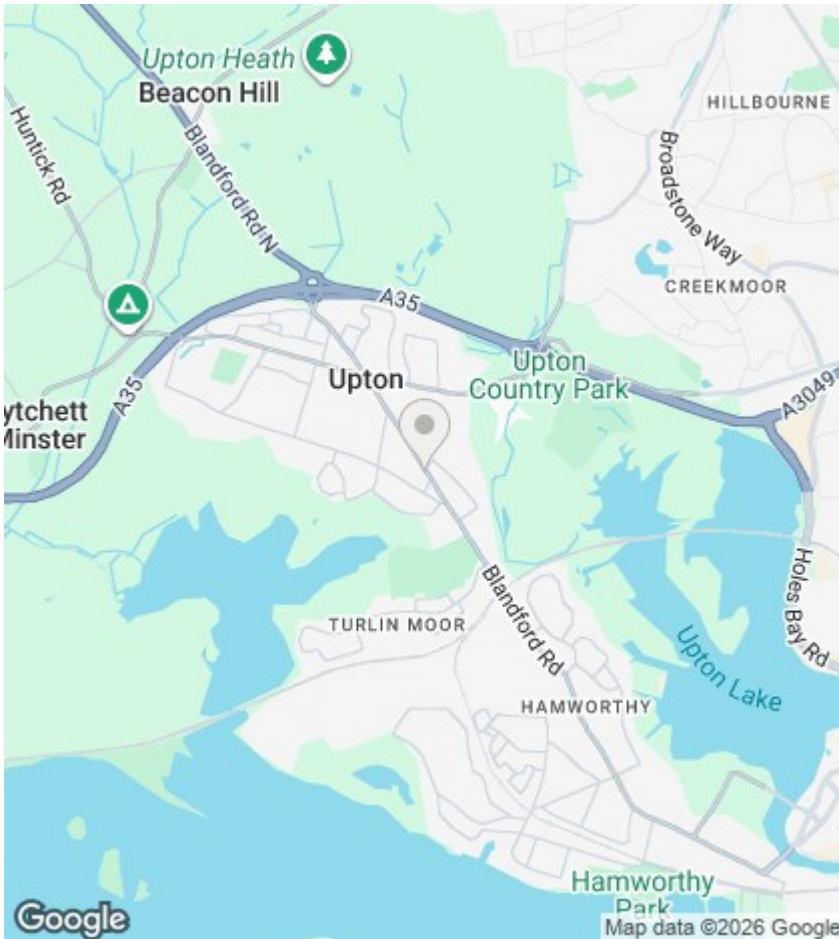 Upton Heath
Beacon Hill
HILLBOURNE
Huntick Rd
Blandford Rd N
Broadstone Way
CREEKMOOR
A35
Upton
Country Park
Upton
A35
A3049
ytchett
Minster
Holes Bay Rd
Blandford Rd
TURLIN MOOR
Upton Lake
HAMWORTHY
Hamworthy
Park
Google
Map data ©2026 Google